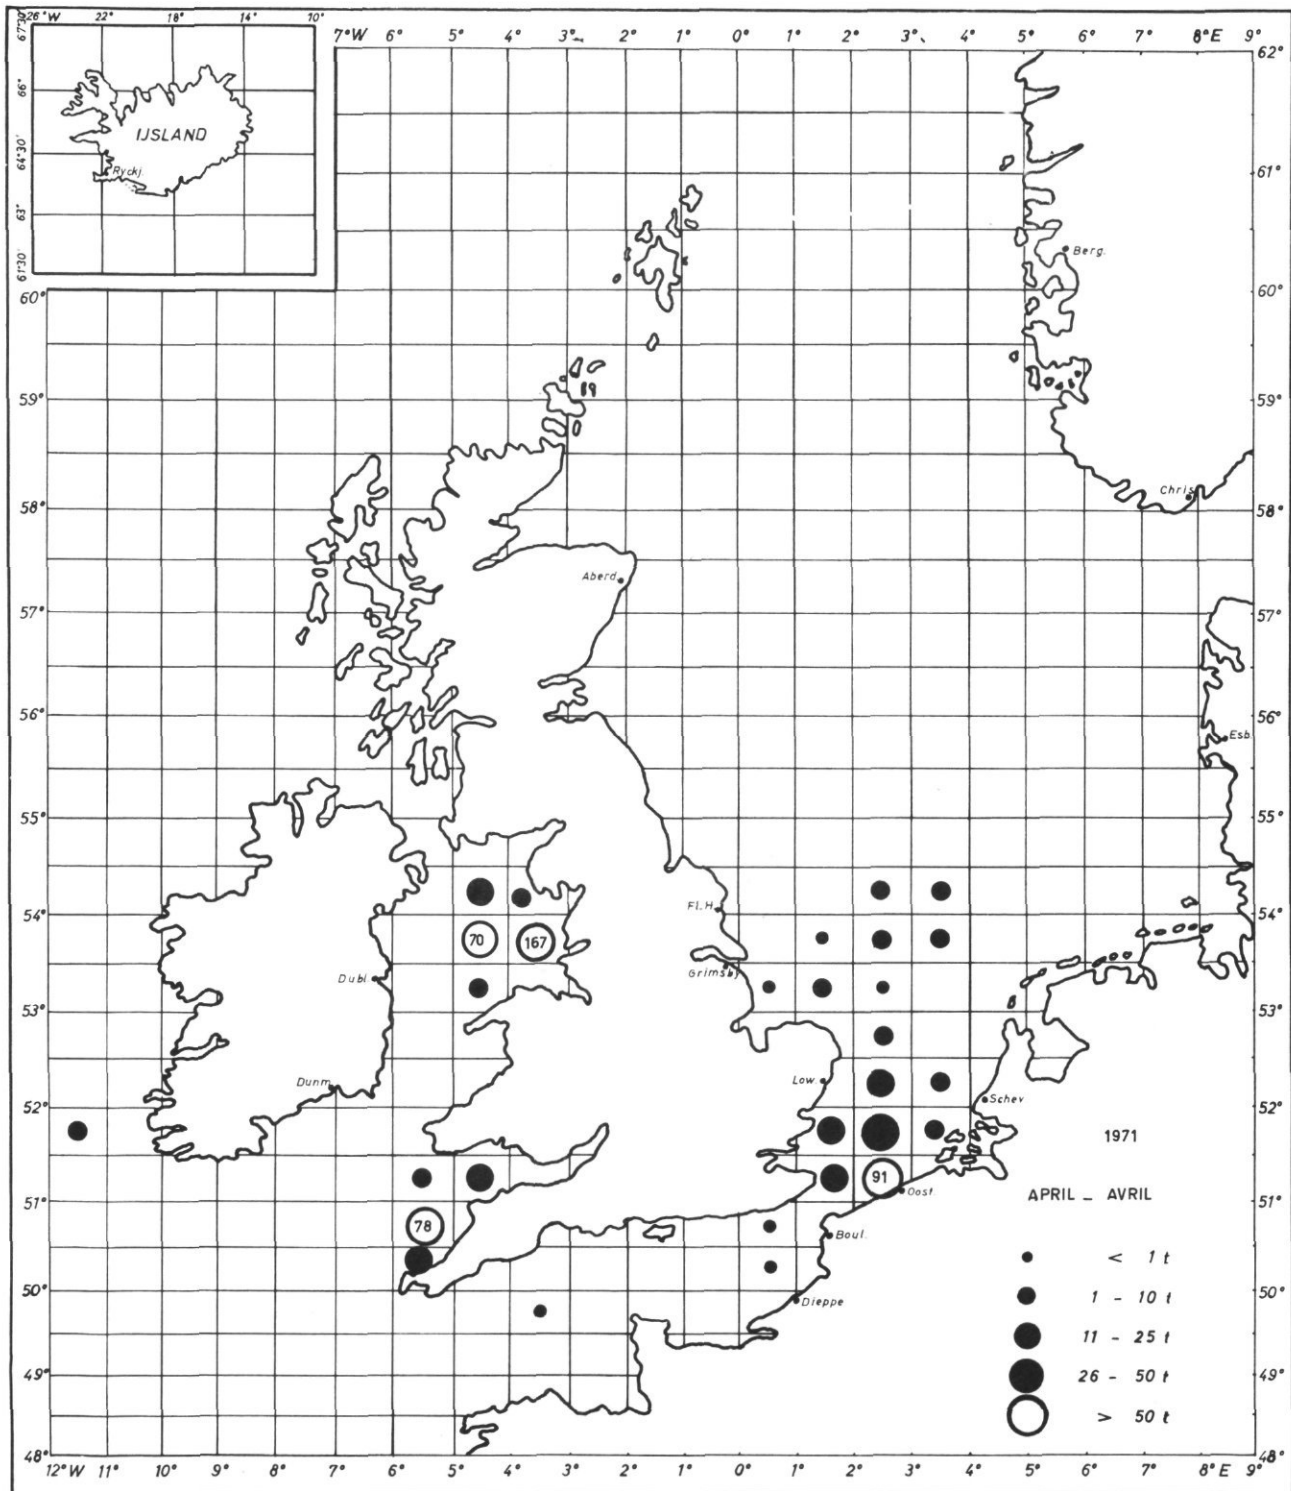 26°W 22° 18° 14° 10°
67°30'
66°
64°30'
63°
61°30'
IJSLAND
Ryckj.
7°W 6° 5° 4° 3° 2° 1° 0° 1° 2° 3° 4° 5° 6° 7° 8°E 9°
62° 62°
61°
60° 60°
59° 59°
58° 58°
57° 57°
56° 56°
55° 55°
54° 54°
53° 53°
52° 52°
51° 51°
50° 50°
49° 49°
48° 48°
Berg.
Chris
Aberd
Esb.
Fl.H.
70 167
Grimsby
Dubl.
Dunm.
Low.
Schev
1971
91
Oost.
APRIL _ AVRIL
78
Boul.
Dieppe
< 1 t
1 - 10 t
11 - 25 t
26 - 50 t
> 50 t
12°W 11° 10° 9° 8° 7° 6° 5° 4° 3° 2° 1° 0° 1° 2° 3° 4° 5° 6° 7° 8°E 9°